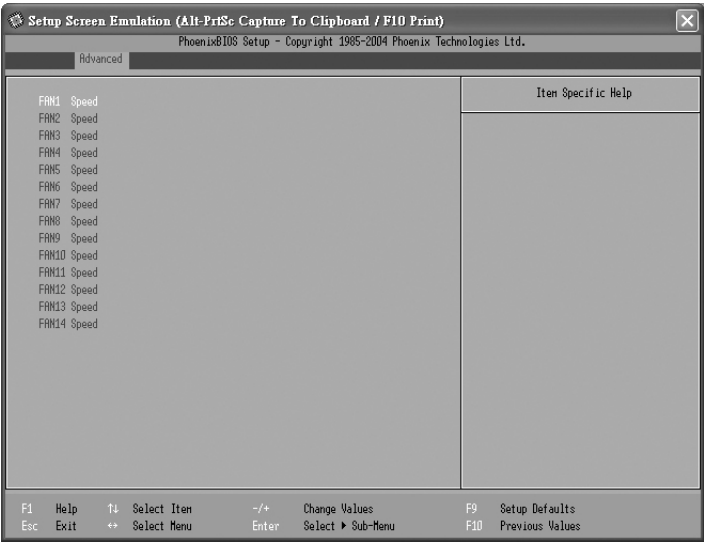 Setup Screen Emulation (Alt-PrtSc Capture To Clipboard / F10 Print)
PhoenixBIOS Setup - Copyright 1985-2004 Phoenix Technologies Ltd.
Advanced
Item Specific Help
FAN1 Speed
FAN2 Speed
FAN3 Speed
FAN4 Speed
FAN5 Speed
FAN6 Speed
FAN7 Speed
FAN8 Speed
FAN9 Speed
FAN10 Speed
FAN11 Speed
FAN12 Speed
FAN13 Speed
FAN14 Speed
F1 Help ↑↓ Select Item -/+ Change Values F9 Setup Defaults
Esc Exit ↔ Select Menu Enter Select ▶ Sub-Menu F10 Previous Values